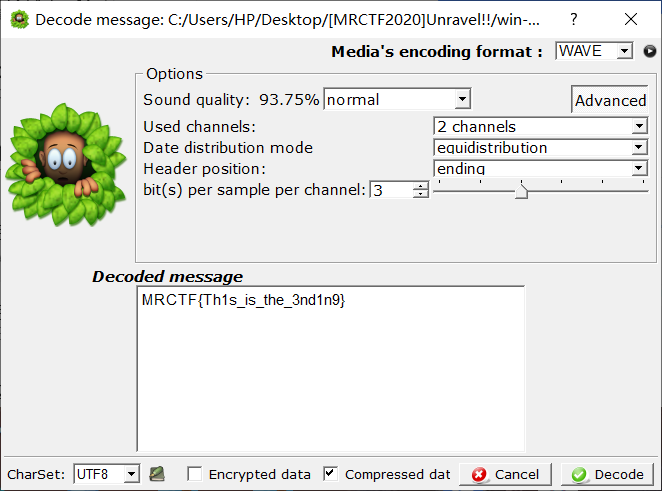 Decode message: C:/Users/HP/Desktop/[MRCTF2020]Unravel!!/win-... ?
Media's encoding format : WAVE
Options
Sound quality: 93.75% normal Advanced
Used channels: 2 channels
Date distribution mode equidistribution
Header position: ending
bit(s) per sample per channel: 3
Decoded message
MRCTF{Th1s_is_the_3nd1n9}
CharSet: UTF8 Encrypted data Compressed dat Cancel Decode